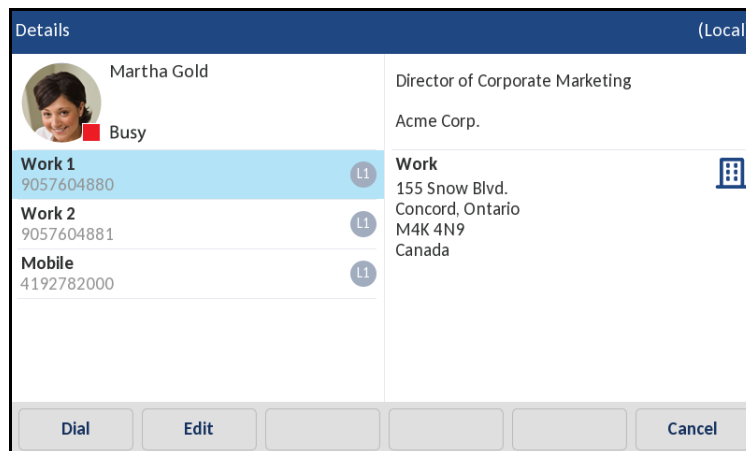 Details
(Local
Martha Gold
Busy
Work 1
9057604880
L1
Work 2
9057604881
L1
Mobile
4192782000
L1
Director of Corporate Marketing
Acme Corp.
Work
155 Snow Blvd.
Concord, Ontario
M4K 4N9
Canada
Dial
Edit
Cancel